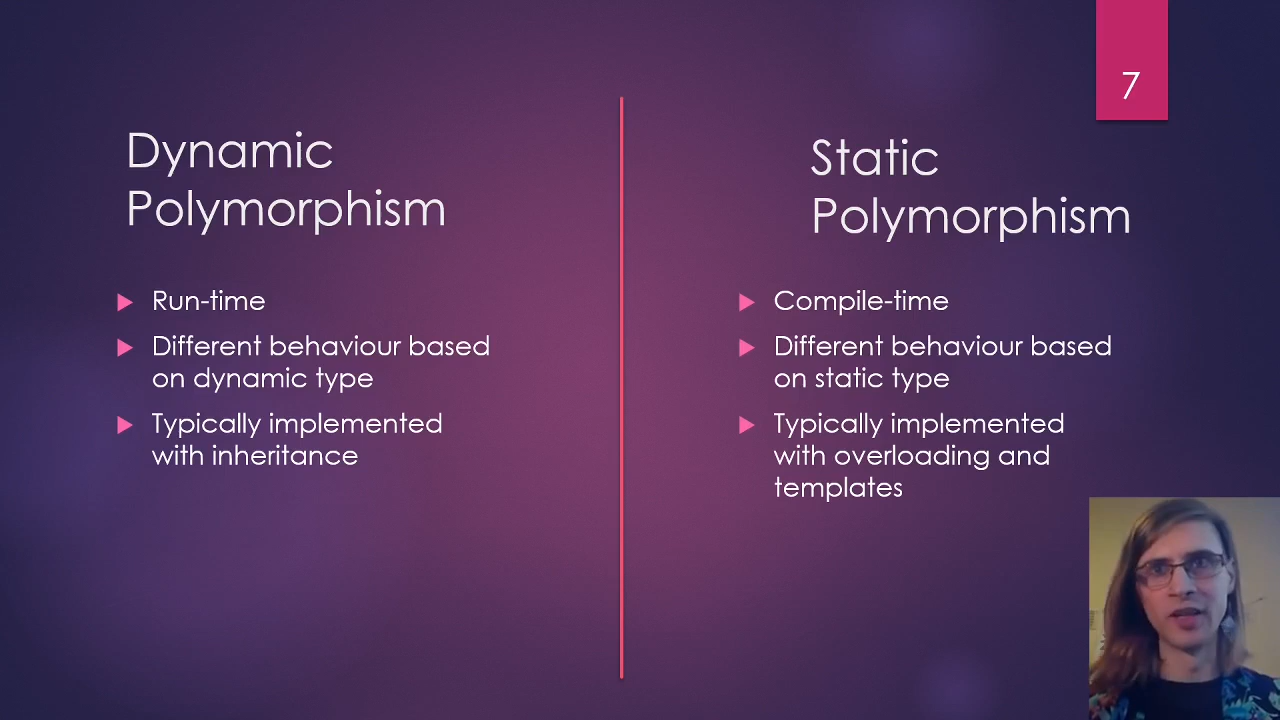 7
Dynamic
Polymorphism
Run-time
Different behaviour based
on dynamic type
Typically implemented
with inheritance
Static
Polymorphism
Compile-time
Different behaviour based
on static type
Typically implemented
with overloading and
templates